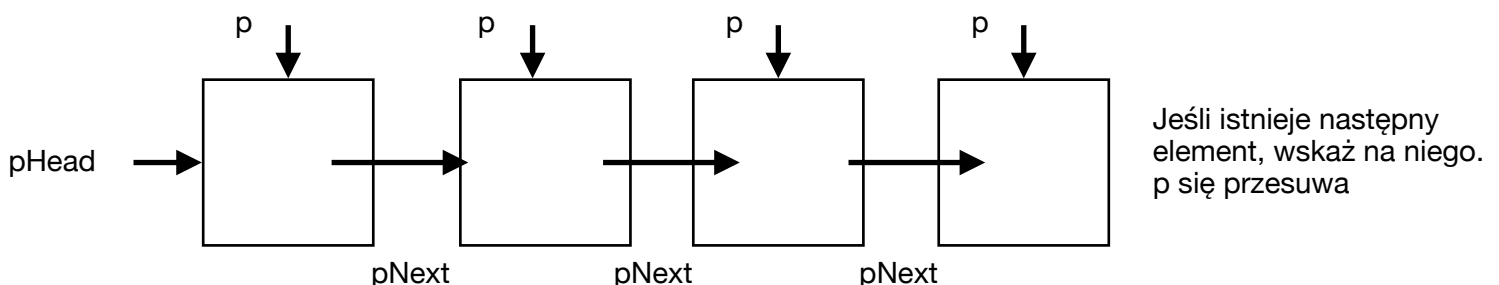 p p p p
pHead
Jeśli istnieje następny
element, wskaż na niego.
p się przesuwa
pNext pNext pNext